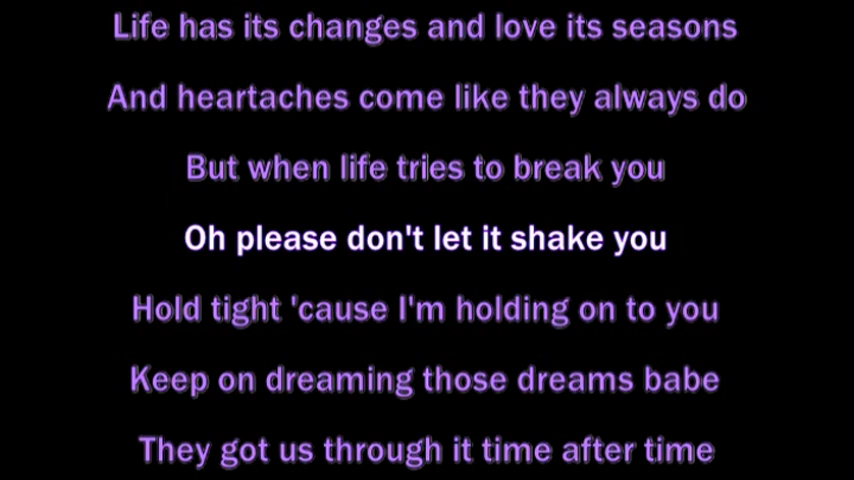 Life has its changes and love its seasons
And heartaches come like they always do
But when life tries to break you
Oh please don't let it shake you
Hold tight 'cause I'm holding on to you
Keep on dreaming those dreams babe
They got us through it time after time